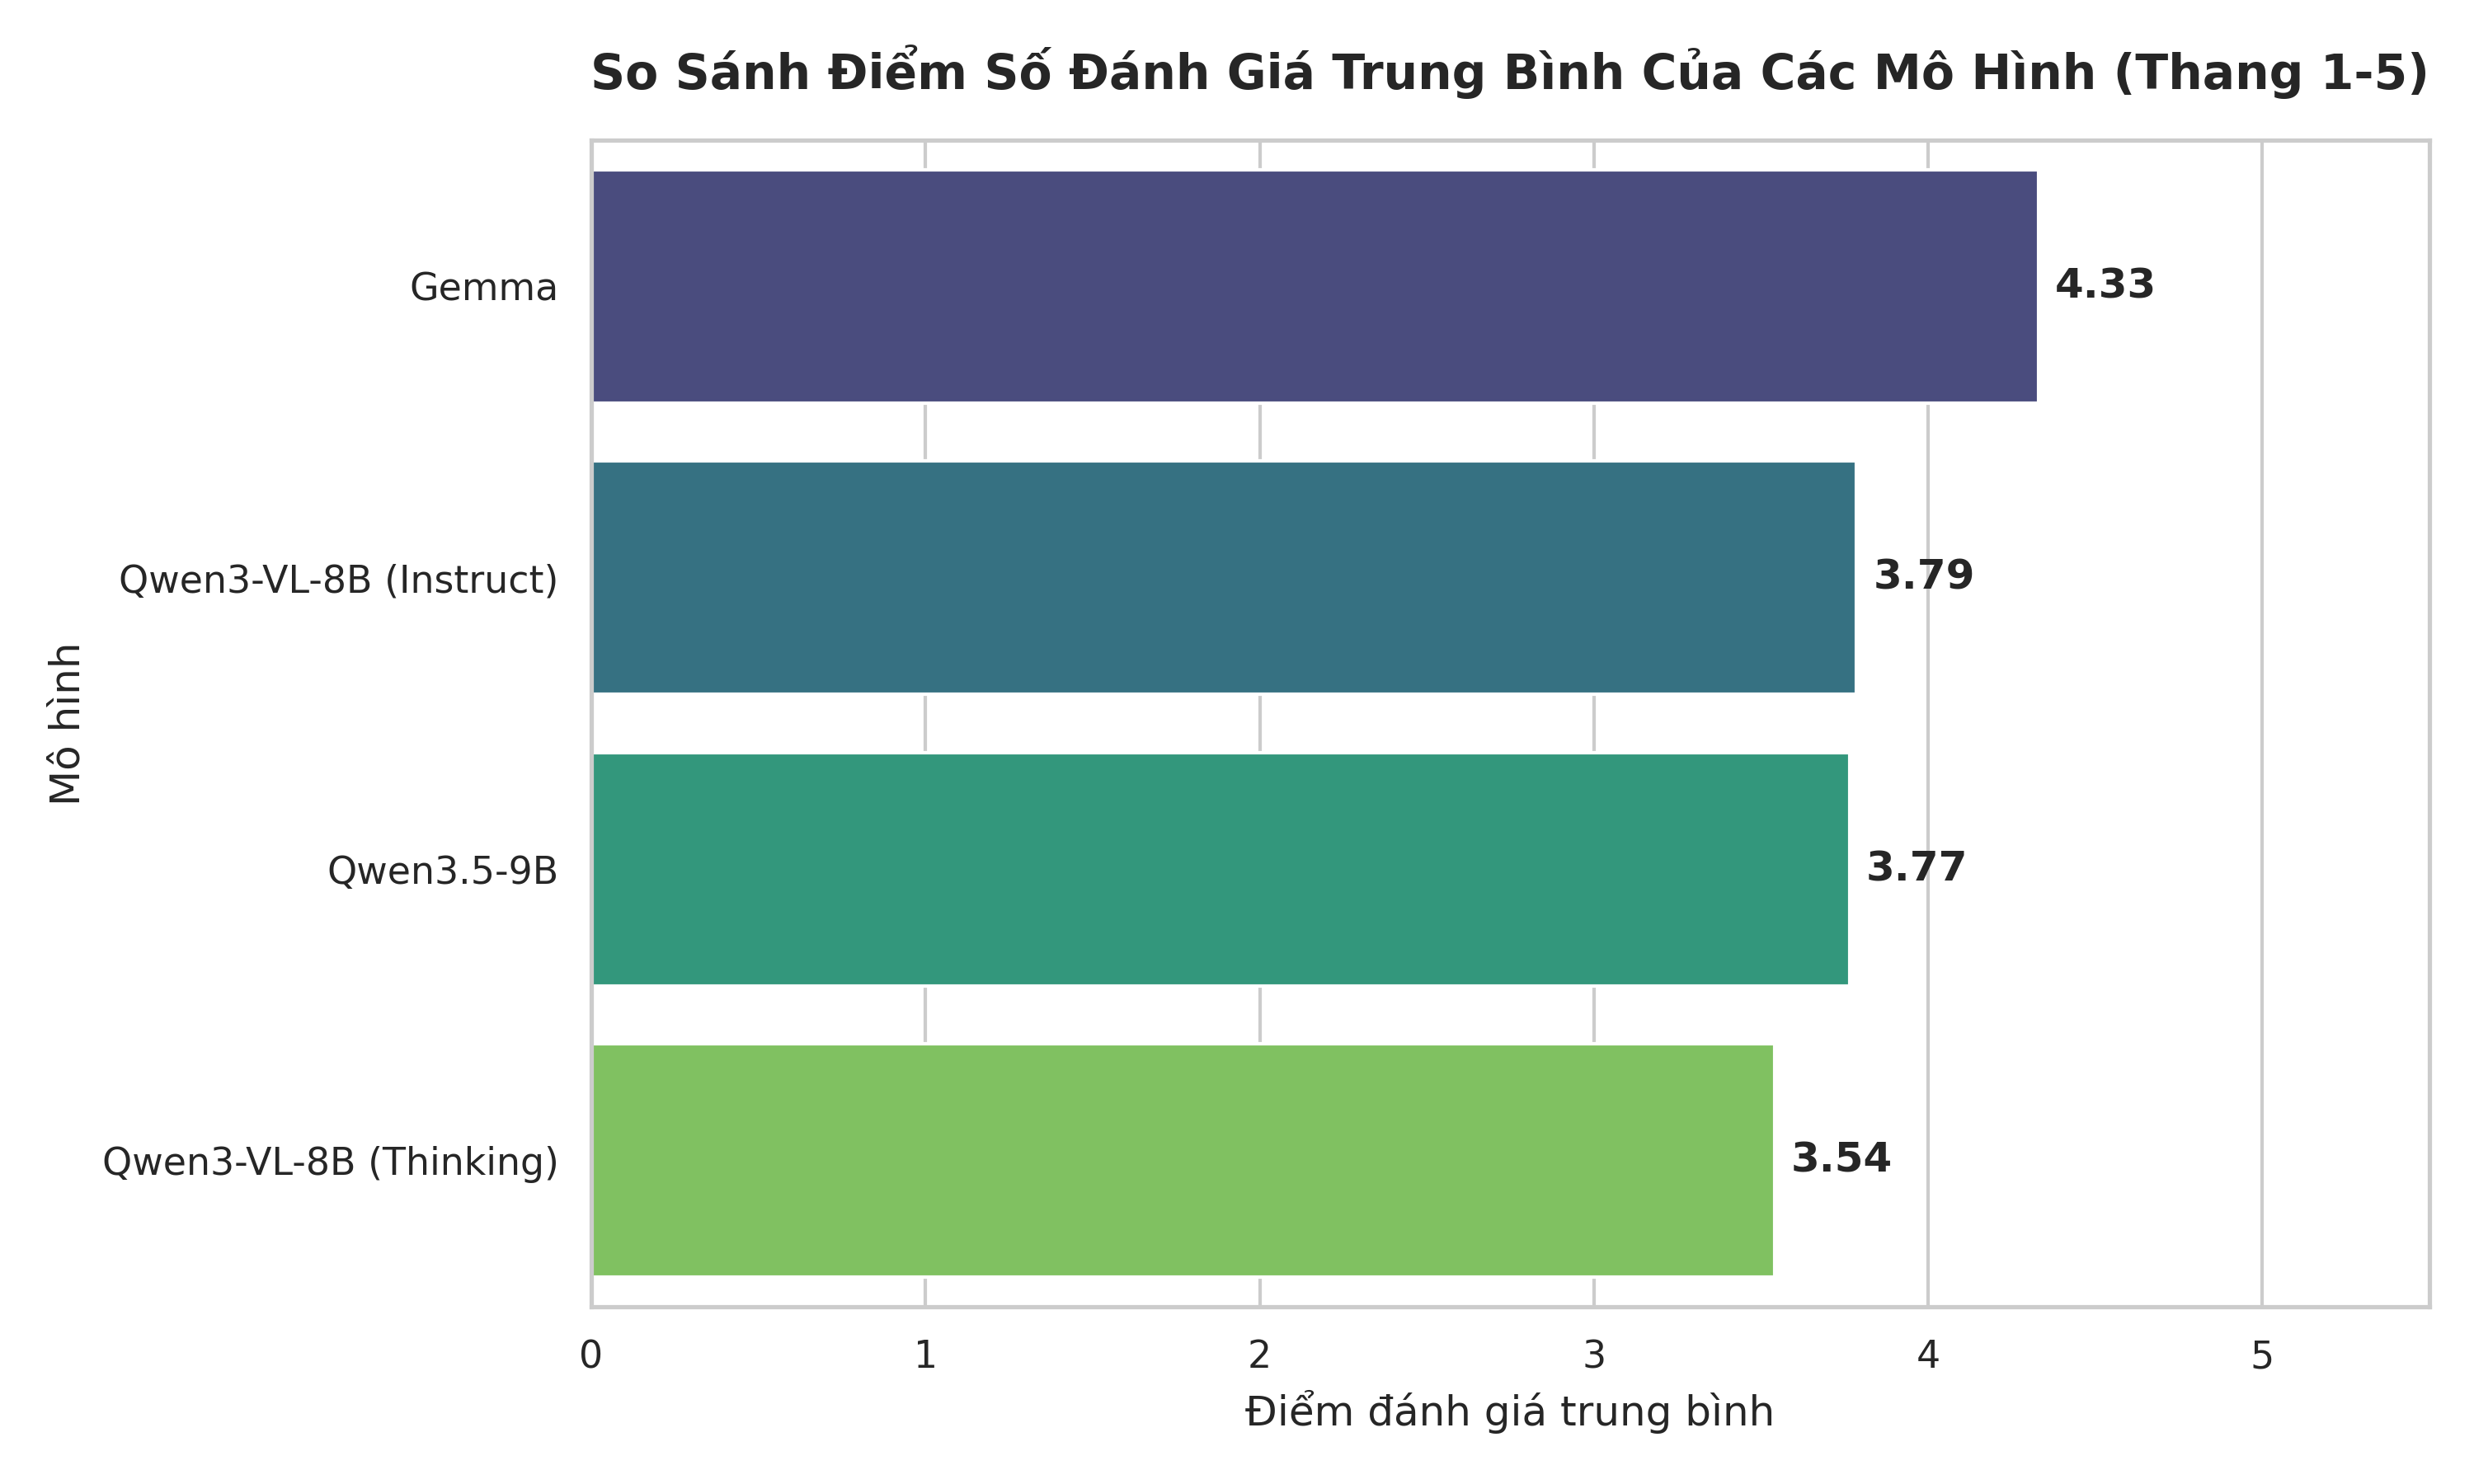 So Sánh Điểm Số Đánh Giá Trung Bình Của Các Mô Hình (Thang 1-5)
Mô hình
Gemma
4.33
Qwen3-VL-8B (Instruct)
3.79
Qwen3.5-9B
3.77
Qwen3-VL-8B (Thinking)
3.54
0 1 2 3 4 5
Điểm đánh giá trung bình